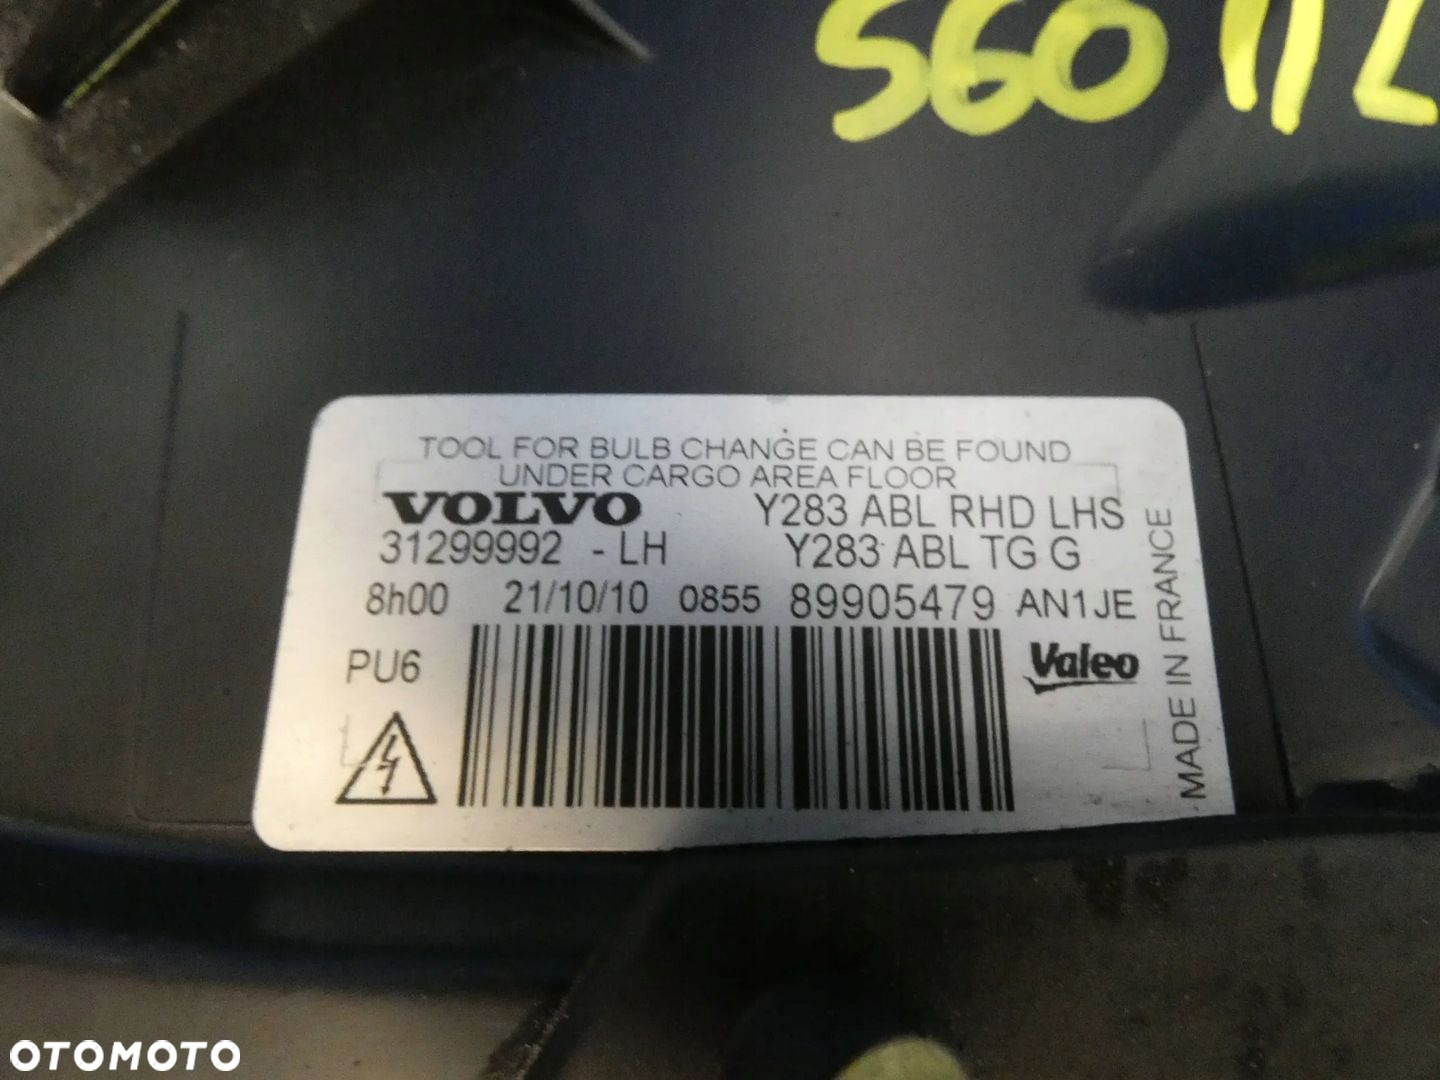 S60 II L
TOOL FOR BULB CHANGE CAN BE FOUND
UNDER CARGO AREA FLOOR
VOLVO Y283 ABL RHD LHS
31299992 - LH Y283 ABL TG G
8h00 21/10/10 0855 89905479 AN1JE
PU6
Valeo
MADE IN FRANCE
OTOMOTO